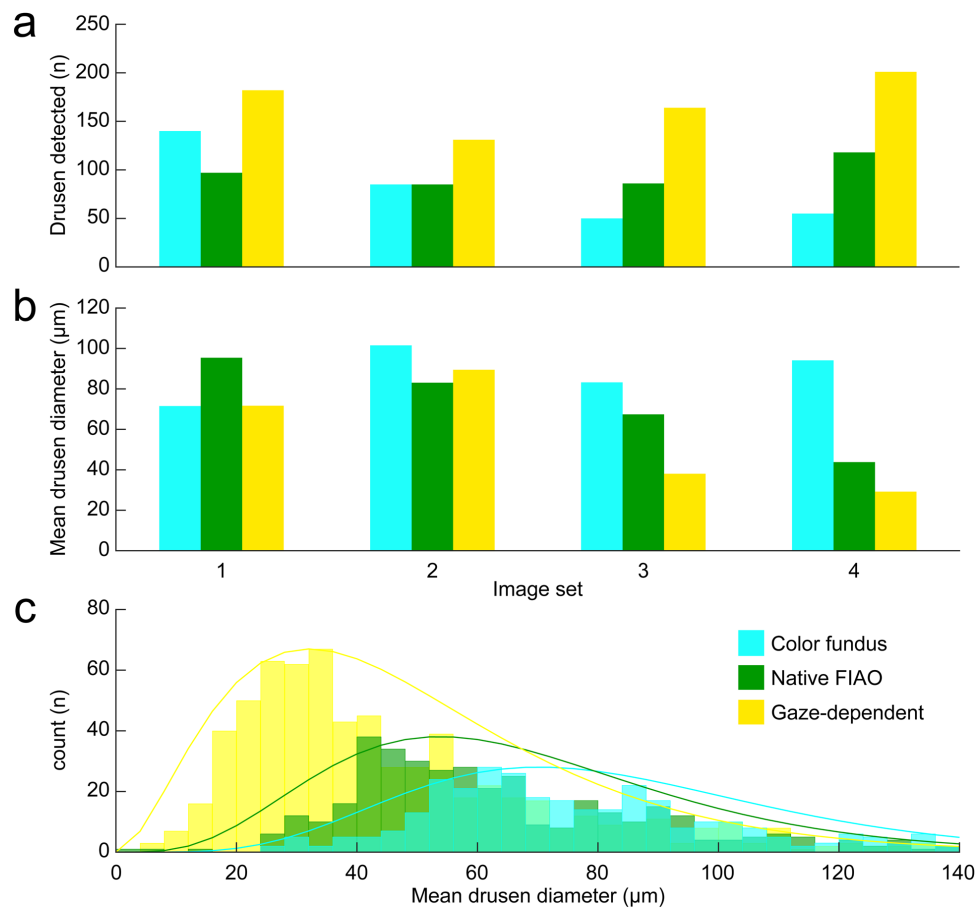 a
Drusen detected (n)
250
200
150
100
50
0
b
Mean drusen diameter (µm)
120
100
80
60
40
20
0
1 2 3 4
Image set
c
count (n)
80
60
40
20
0
Color fundus
Native FIAO
Gaze-dependent
0 20 40 60 80 100 120 140
Mean drusen diameter (µm)